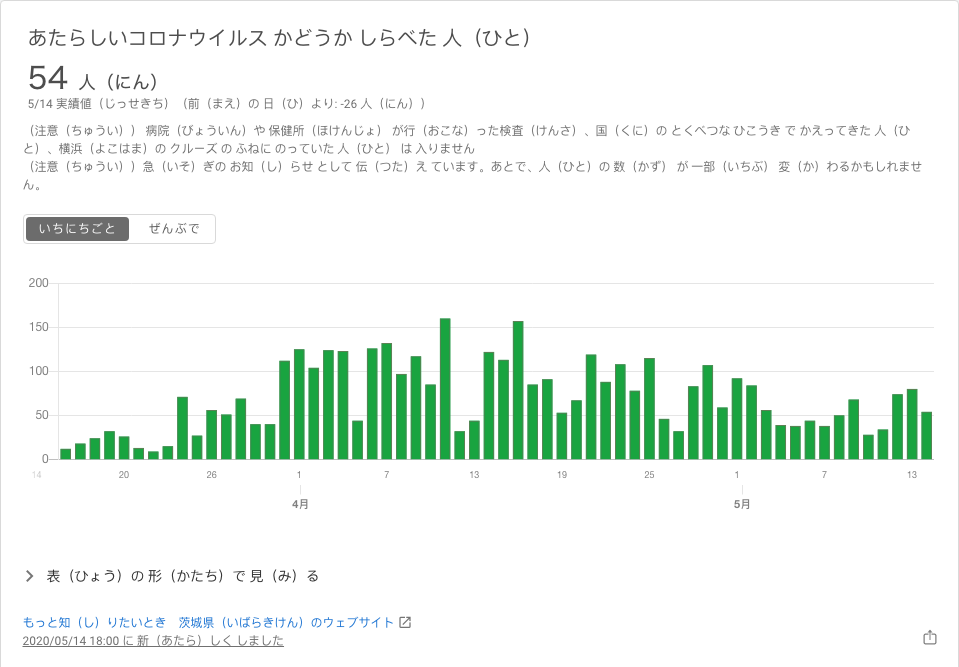 あたらしいコロナウイルス かどうか しらべた 人（ひと）
54 人（にん）
5/14 実績値（じっせきち）（前（まえ）の 日（ひ）より: -26 人（にん））
（注意（ちゅうい）） 病院（びょういん）や 保健所（ほけんじょ） が行（おこな）った検査（けんさ）、国（くに）の とくべつな ひこうき で かえってきた 人（ひ
と）、横浜（よこはま）の クルーズ の ふねに のっていた 人（ひと） は 入りません
（注意（ちゅうい））急（いそ）ぎの お知（し）らせ として 伝（つた）え ています。あとで、人（ひと）の 数（かず） が 一部（いちぶ） 変（か）わるかもしれませ
ん。
いちにちごと ぜんぶで
200
150
100
50
0
14 20 26 1 7 13 19 25 1 7 13
4月 5月
表（ひょう）の 形（かたち）で 見（み）る
もっと知（し）りたいとき　茨城県（いばらきけん）のウェブサイト
2020/05/14 18:00 に 新（あたら）しく しました